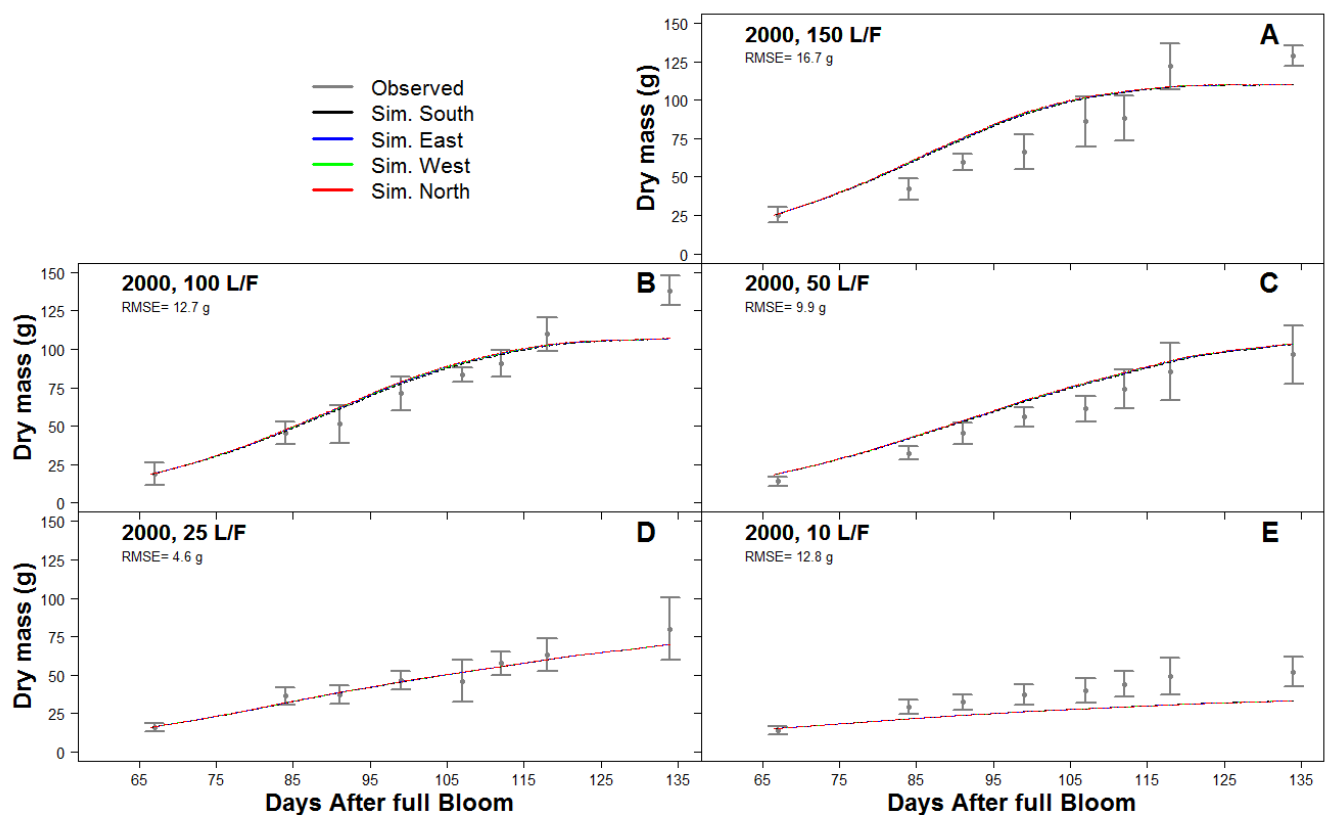 2000, 150 L/F
A
RMSE= 16.7 g
Observed
Sim. South
Sim. East
Sim. West
Sim. North
Dry mass (g)
150
125
100
75
50
25
0
2000, 100 L/F
B
RMSE= 12.7 g
Dry mass (g)
150
125
100
75
50
25
0
2000, 50 L/F
C
RMSE= 9.9 g
2000, 25 L/F
D
RMSE= 4.6 g
Dry mass (g)
150
125
100
75
50
25
0
2000, 10 L/F
E
RMSE= 12.8 g
65 75 85 95 105 115 125 135
Days After full Bloom
65 75 85 95 105 115 125 135
Days After full Bloom